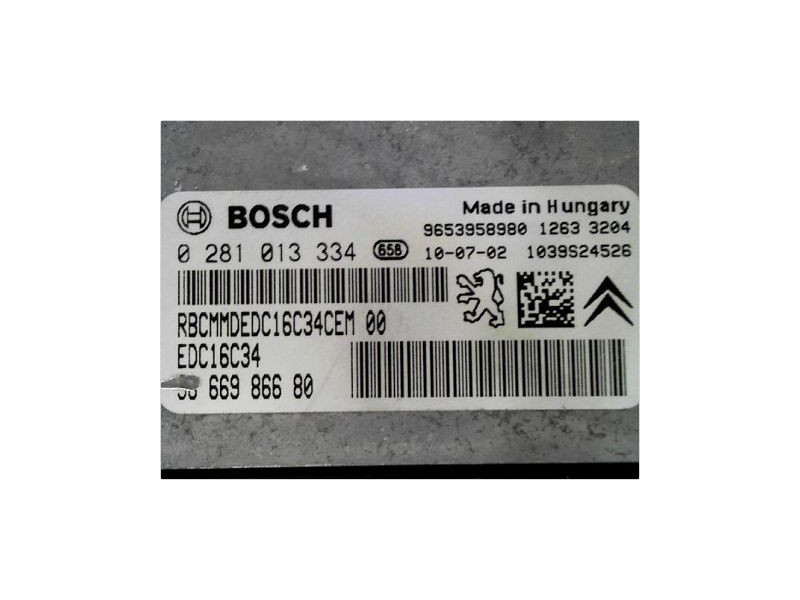 BOSCH
Made in Hungary
9653958980 1263 3204
0 281 013 334 658 10-07-02 1039S24526
RBCMMDEDC16C34CEM 00
EDC16C34
669 866 80